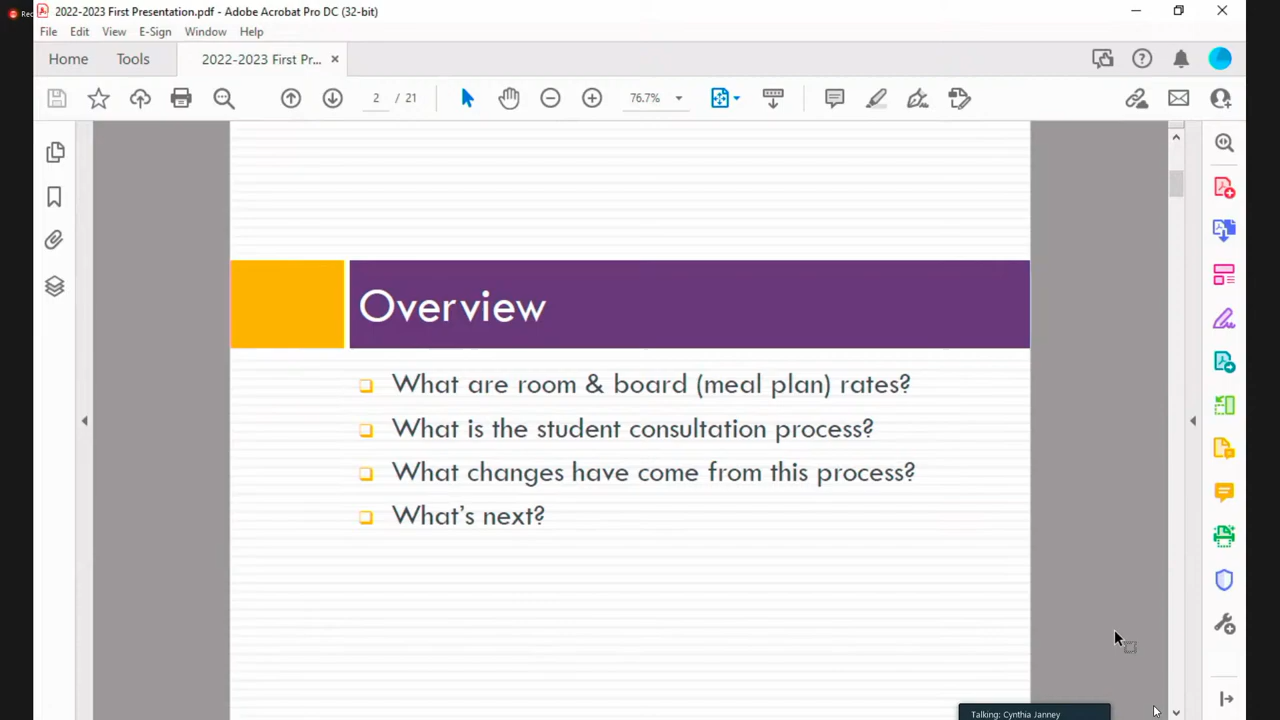 Rec
2022-2023 First Presentation.pdf - Adobe Acrobat Pro DC (32-bit)
File Edit View E-Sign Window Help
Home Tools 2022-2023 First Pr... ×
2 / 21 76.7%
Overview
What are room & board (meal plan) rates?
What is the student consultation process?
What changes have come from this process?
What's next?
Talking: Cynthia Janney